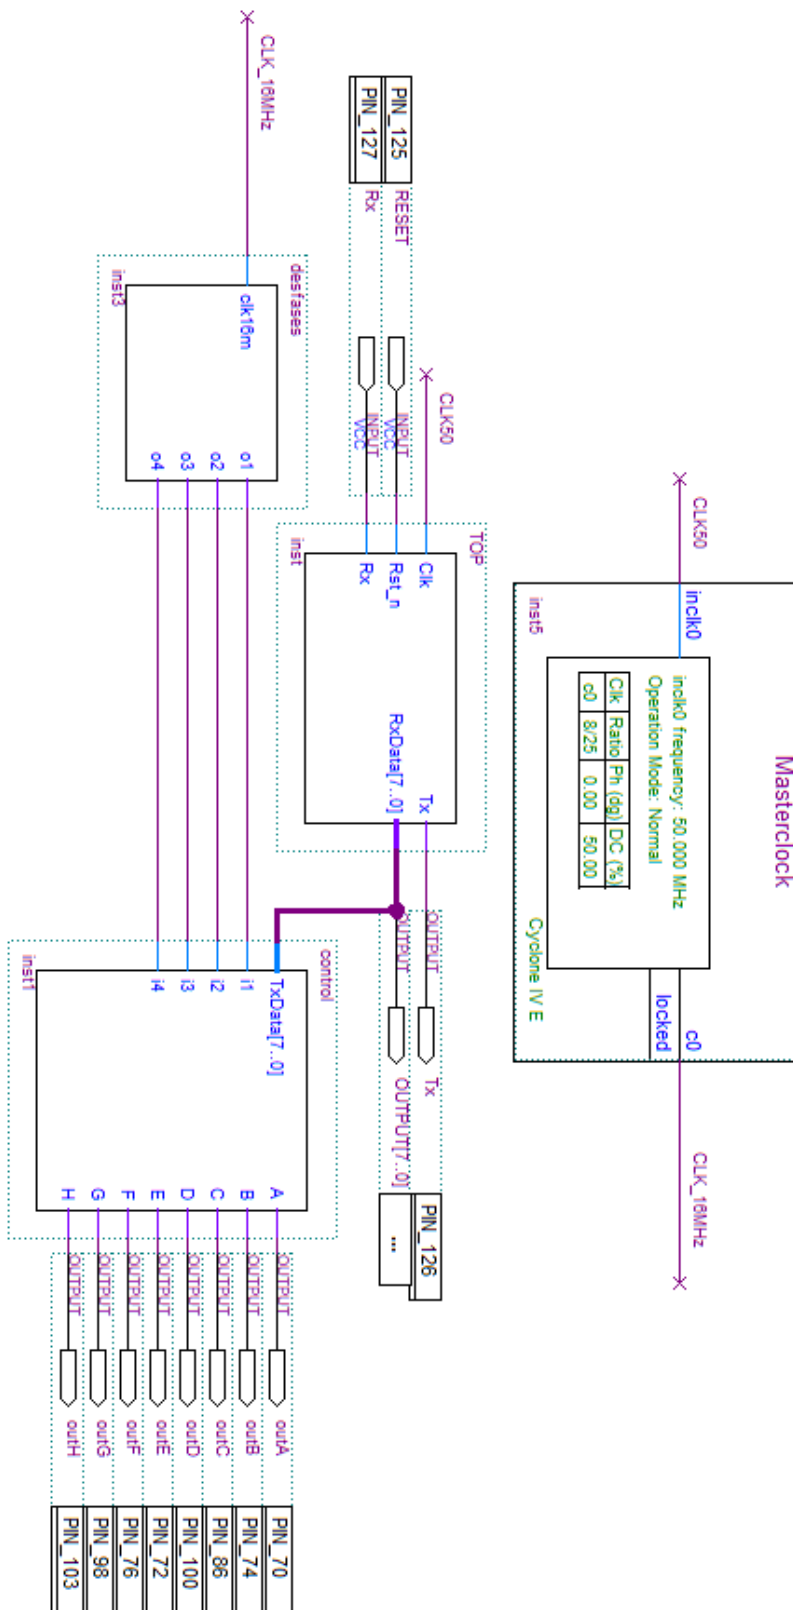 Masterclock
CLK50
inclk0
inclk0 frequency: 50.000 MHz
Operation Mode: Normal
Clk Ratio Ph (dg) DC (%)
c0 8/25 0.00 50.00
c0
locked
CLK_16MHz
inst5
Cyclone IV E
PIN_125
RESET
INPUT
VCC
PIN_127
Rx
INPUT
VCC
CLK50
TOP
Clk
Rst_n
Rx
Tx
RxData[7..0]
inst
OUTPUT
Tx
PIN_126
OUTPUT
OUTPUT[7..0]
...
CLK_16MHz
desfases
clk16m
o1
o2
o3
o4
inst3
control
TxData[7..0]
i1
i2
i3
i4
A
B
C
D
E
F
G
H
inst1
OUTPUT outA PIN_70
OUTPUT outB PIN_74
OUTPUT outC PIN_86
OUTPUT outD PIN_100
OUTPUT outE PIN_72
OUTPUT outF PIN_76
OUTPUT outG PIN_98
OUTPUT outH PIN_103